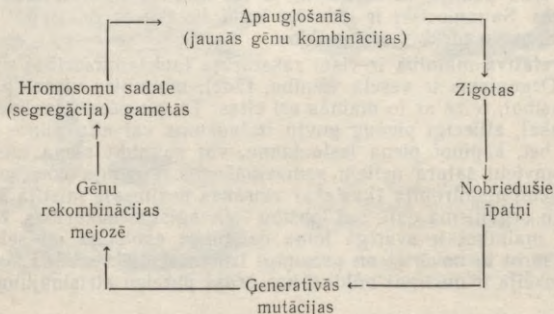 Apaugļošanās
(jaunās gēnu kombinācijas)
Hromosomu sadale
(segregācija) gametās
Zigotas
Gēnu
rekombinācijas
mejozē
Nobriedušie
īpatņi
Ģeneratīvās
mutācijas